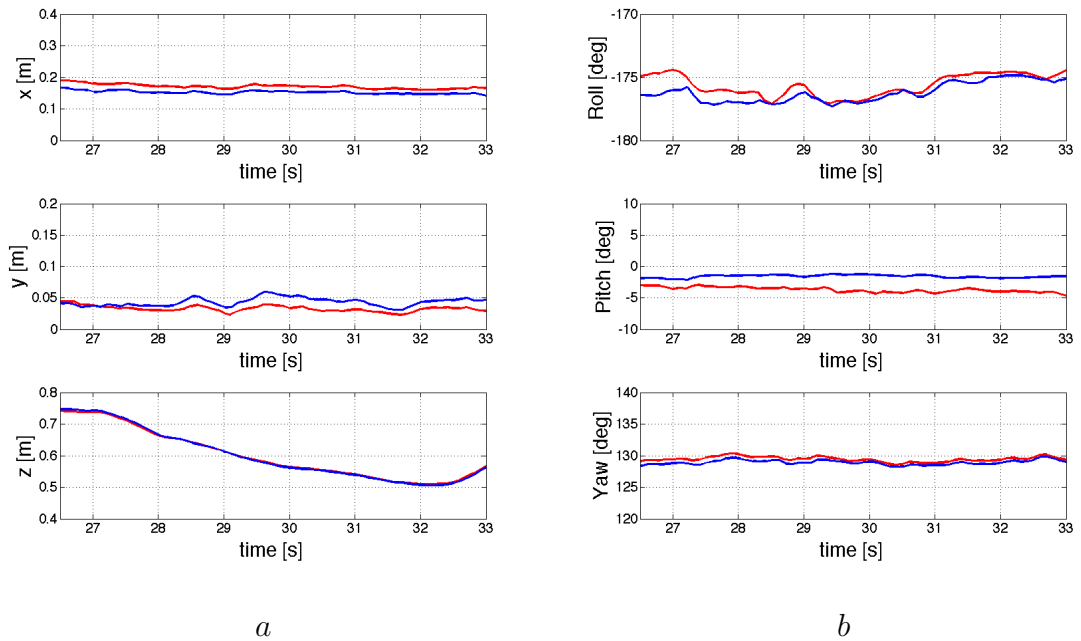 0.4
0.3
0.2
0.1
0
x [m]
27 28 29 30 31 32 33
time [s]
0.2
0.15
0.1
0.05
0
y [m]
27 28 29 30 31 32 33
time [s]
0.8
0.7
0.6
0.5
0.4
z [m]
27 28 29 30 31 32 33
time [s]
a
-170
-175
-180
Roll [deg]
27 28 29 30 31 32 33
time [s]
10
5
0
-5
-10
Pitch [deg]
27 28 29 30 31 32 33
time [s]
140
135
130
125
120
Yaw [deg]
27 28 29 30 31 32 33
time [s]
b